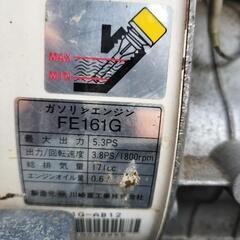 MAX
MIN
ガソリンエンジン
FE161G
最大出力 5.3PS
出力/回転速度 3.8PS/1800rpm
総排気量 171cc
エンジンオイル量 0.6
製造元 川崎重工業株式会社
G-AB12